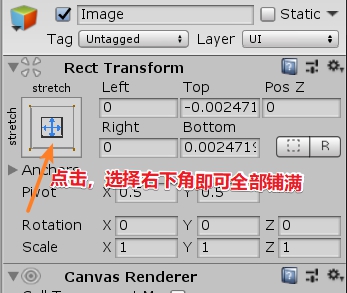 Image
Static
Tag Untagged Layer UI
Rect Transform
stretch
stretch
Left Top Pos Z
0 -0.002471 0
Right Bottom
0 0.002471 R
Anchors
点击，选择右下角即可全部铺满
Pivot X 0.5 Y 0.5
Rotation X 0 Y 0 Z 0
Scale X 1 Y 1 Z 1
Canvas Renderer